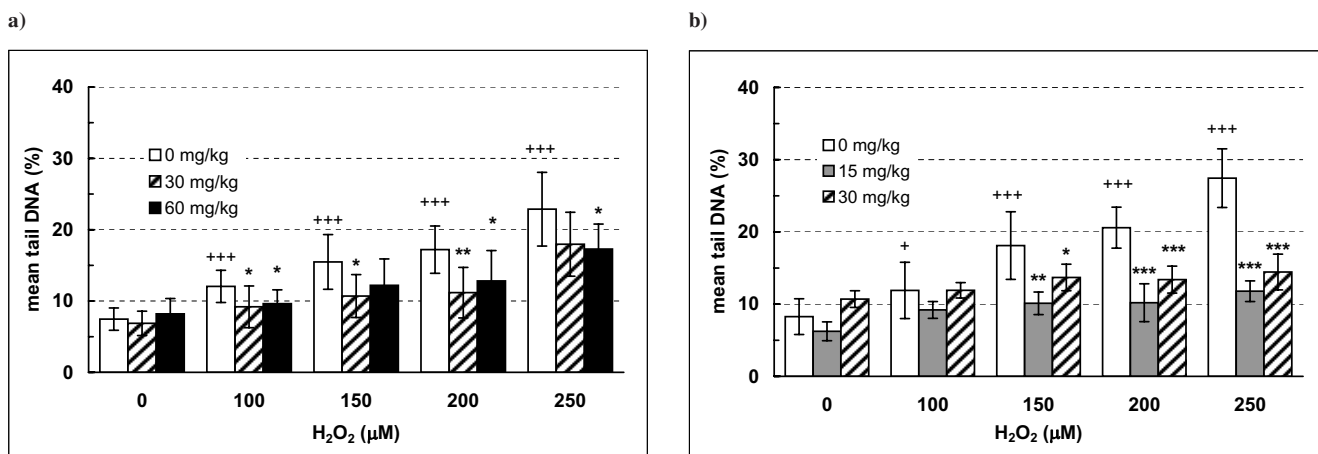 a)
mean tail DNA (%)
40
30
20
10
0
0 mg/kg
30 mg/kg
60 mg/kg
+++ * *
+++ *
+++ ** *
+++ *
0 100 150 200 250
H₂O₂ (µM)
b)
mean tail DNA (%)
40
30
20
10
0
0 mg/kg
15 mg/kg
30 mg/kg
+
+++ ** *
+++ *** ***
+++ *** ***
0 100 150 200 250
H₂O₂ (µM)